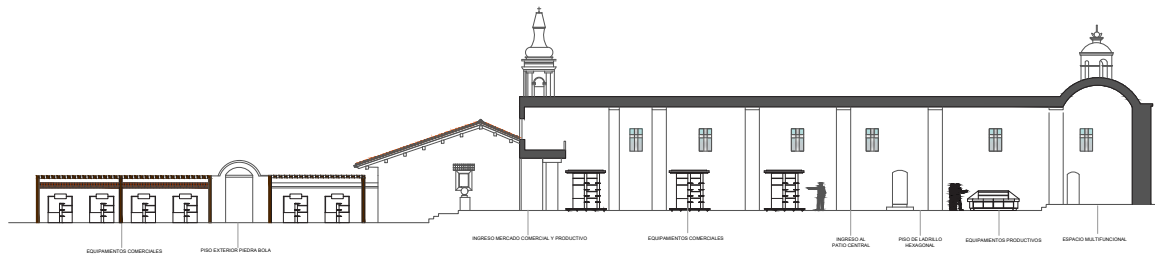 EQUIPAMIENTOS COMERCIALES
PISO EXTERIOR PIEDRA BOLA
INGRESO MERCADO COMERCIAL Y PRODUCTIVO
EQUIPAMIENTOS COMERCIALES
INGRESO AL
PATIO CENTRAL
PISO DE LADRILLO
HEXAGONAL
EQUIPAMIENTOS PRODUCTIVOS
ESPACIO MULTIFUNCIONAL